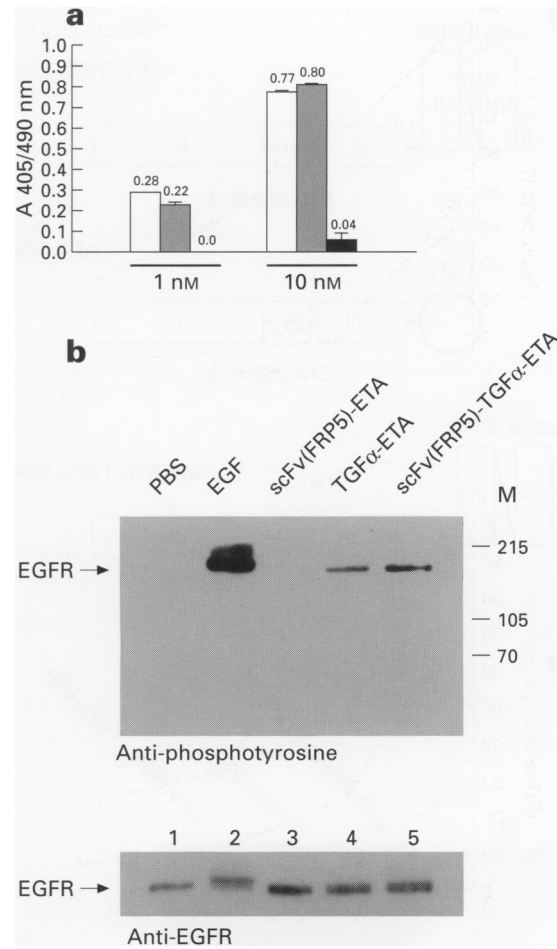 a
A 405/490 nm
1.0
0.9
0.8
0.7
0.6
0.5
0.4
0.3
0.2
0.1
0.0
0.28
0.22
0.0
0.77
0.80
0.04
1 nM
10 nM
b
PBS
EGF
scFv(FRP5)-ETA
TGFα-ETA
scFv(FRP5)-TGFα-ETA
M
EGFR →
215
105
70
Anti-phosphotyrosine
1 2 3 4 5
EGFR →
Anti-EGFR